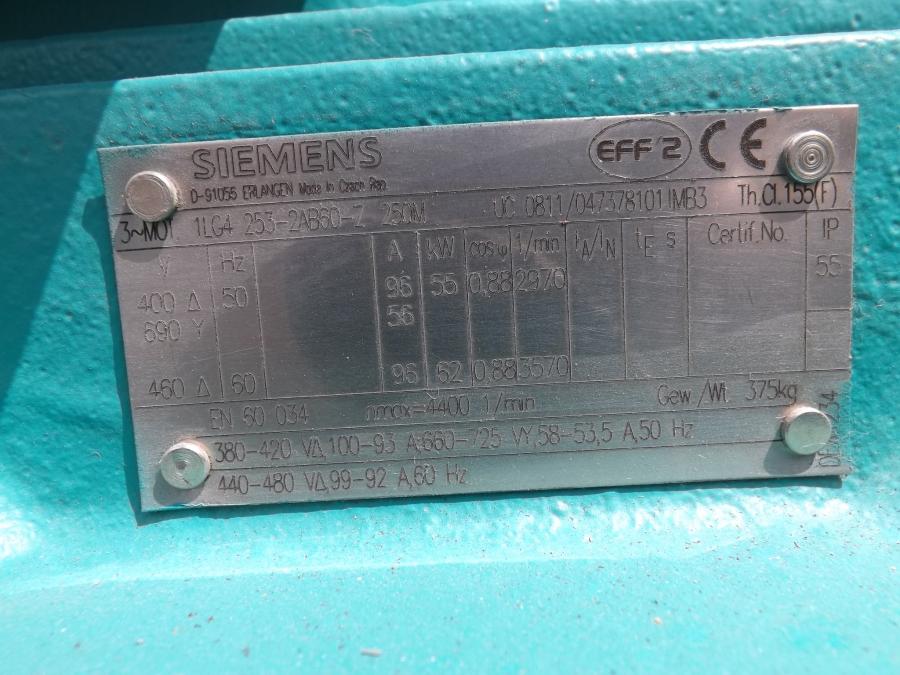 SIEMENS EFF 2 CE
D-91056 ERLANGEN Made in Czech Rep
3~MOT. 1LG4 253-2AB60-Z 250M UC 0811/047378101 IMB3 Th.Cl.155(F)
V Hz A kW cosφ 1/min IA/IN tE s Certif.No. IP
400 Δ 50 96 55 0,88 2970 55
690 Y 56
460 Δ 60 96 62 0,88 3570
EN 60 034 nmax=4400 1/min Gew/Wt. 375kg
380-420 VΔ,100-93 A;660-725 VY,58-53,5 A,50 Hz
440-480 VΔ,99-92 A,60 Hz